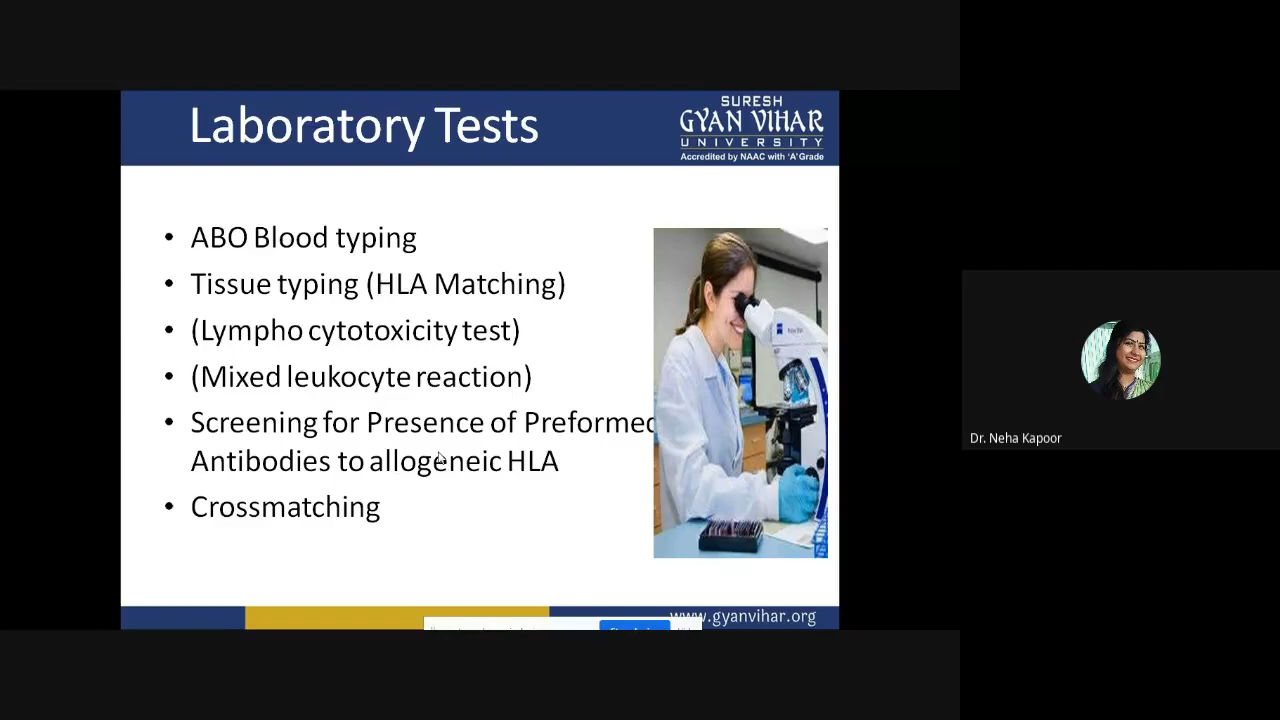 Laboratory Tests
SURESH
GYAN VIHAR
UNIVERSITY
Accredited by NAAC with 'A' Grade
• ABO Blood typing
• Tissue typing (HLA Matching)
• (Lympho cytotoxicity test)
• (Mixed leukocyte reaction)
• Screening for Presence of Preformed
Antibodies to allogeneic HLA
• Crossmatching
www.gyanvihar.org
Dr. Neha Kapoor